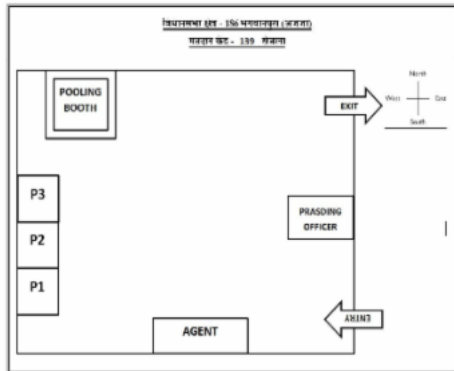 विधानसभा क्षेत्र - 186 भगवानपुरा (अजजा)
मतदान केंद्र - 139 सेजाला
North
West
East
South
POOLING
BOOTH
EXIT
P3
P2
P1
PRASDING
OFFICER
ENTRY
AGENT